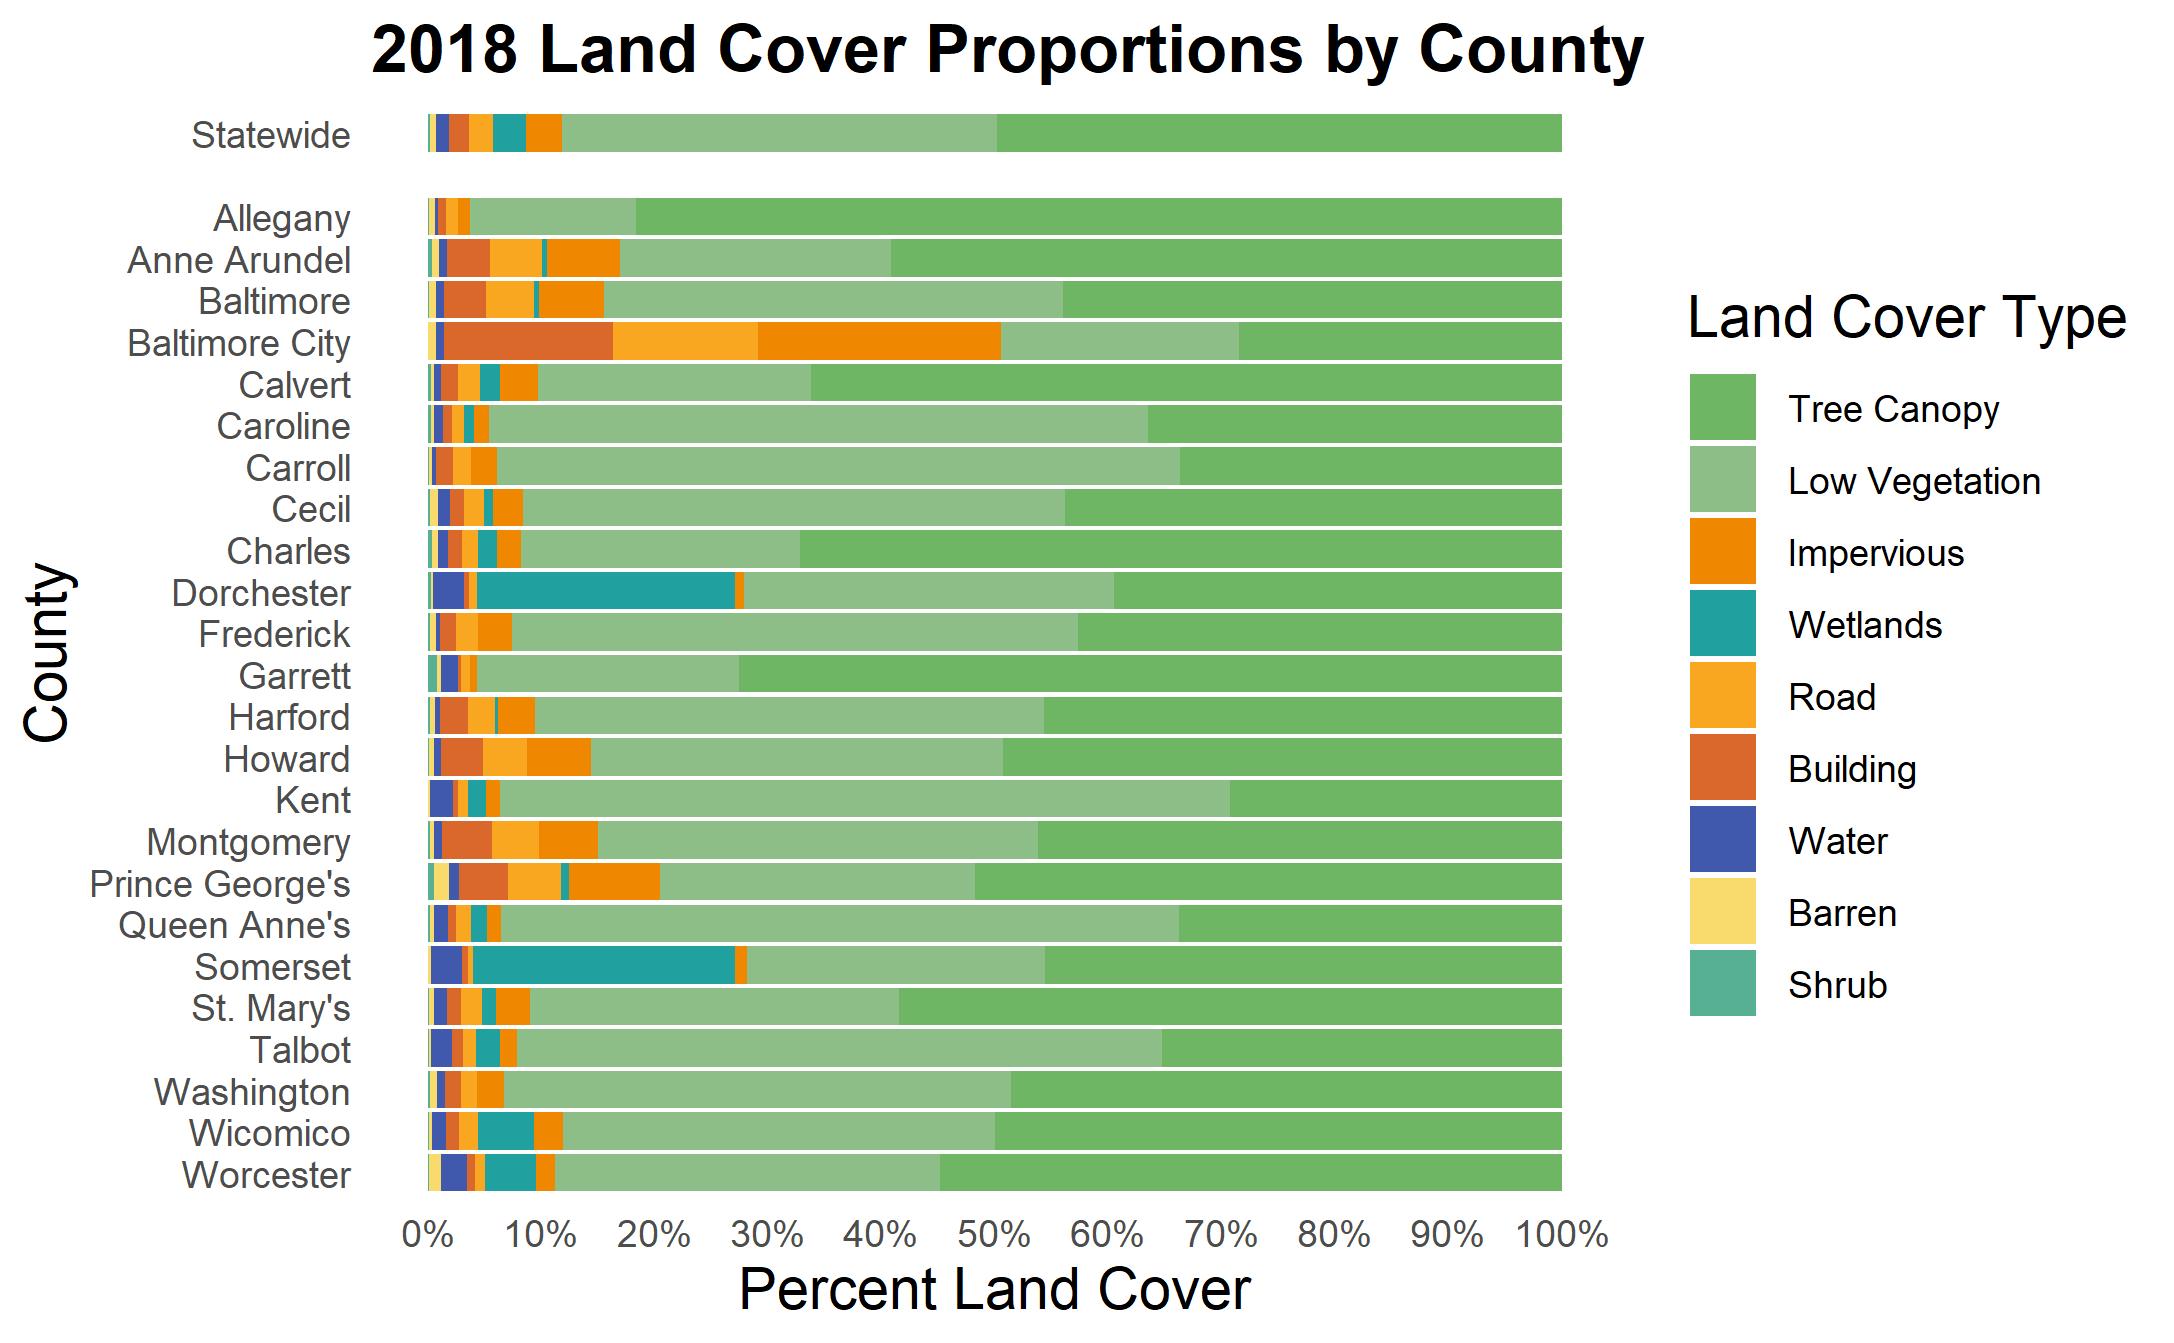 2018 Land Cover Proportions by County
Statewide
Allegany
Anne Arundel
Baltimore
Baltimore City
Calvert
Caroline
Carroll
Cecil
Charles
Dorchester
Frederick
Garrett
Harford
Howard
Kent
Montgomery
Prince George's
Queen Anne's
Somerset
St. Mary's
Talbot
Washington
Wicomico
Worcester
County
0% 10% 20% 30% 40% 50% 60% 70% 80% 90% 100%
Percent Land Cover
Land Cover Type
Tree Canopy
Low Vegetation
Impervious
Wetlands
Road
Building
Water
Barren
Shrub